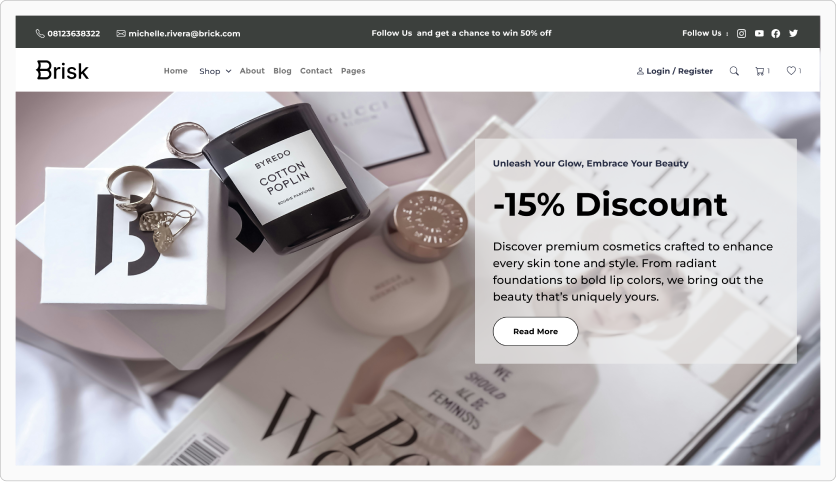 08123638322
michelle.rivera@brick.com
Follow Us and get a chance to win 50% off
Follow Us :
Brisk
Home
Shop
About
Blog
Contact
Pages
Login / Register
1
1
GUCCI
BYREDO
COTTON
POPLIN
BOUGIE PARFUMÉE
B
Unleash Your Glow, Embrace Your Beauty
-15% Discount
Discover premium cosmetics crafted to enhance
every skin tone and style. From radiant
foundations to bold lip colors, we bring out the
beauty that's uniquely yours.
Read More
WE
SHOULD
ALL BE
FEMINISTS